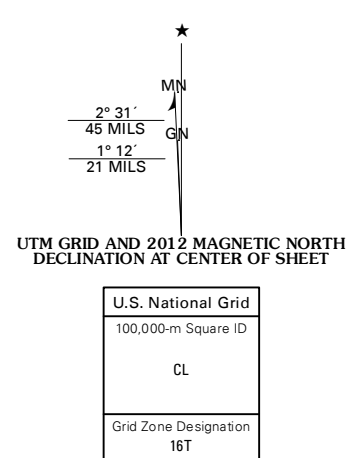 MN
2° 31´
45 MILS
GN
1° 12´
21 MILS
UTM GRID AND 2012 MAGNETIC NORTH
DECLINATION AT CENTER OF SHEET
U.S. National Grid
100,000-m Square ID
CL
Grid Zone Designation
16T